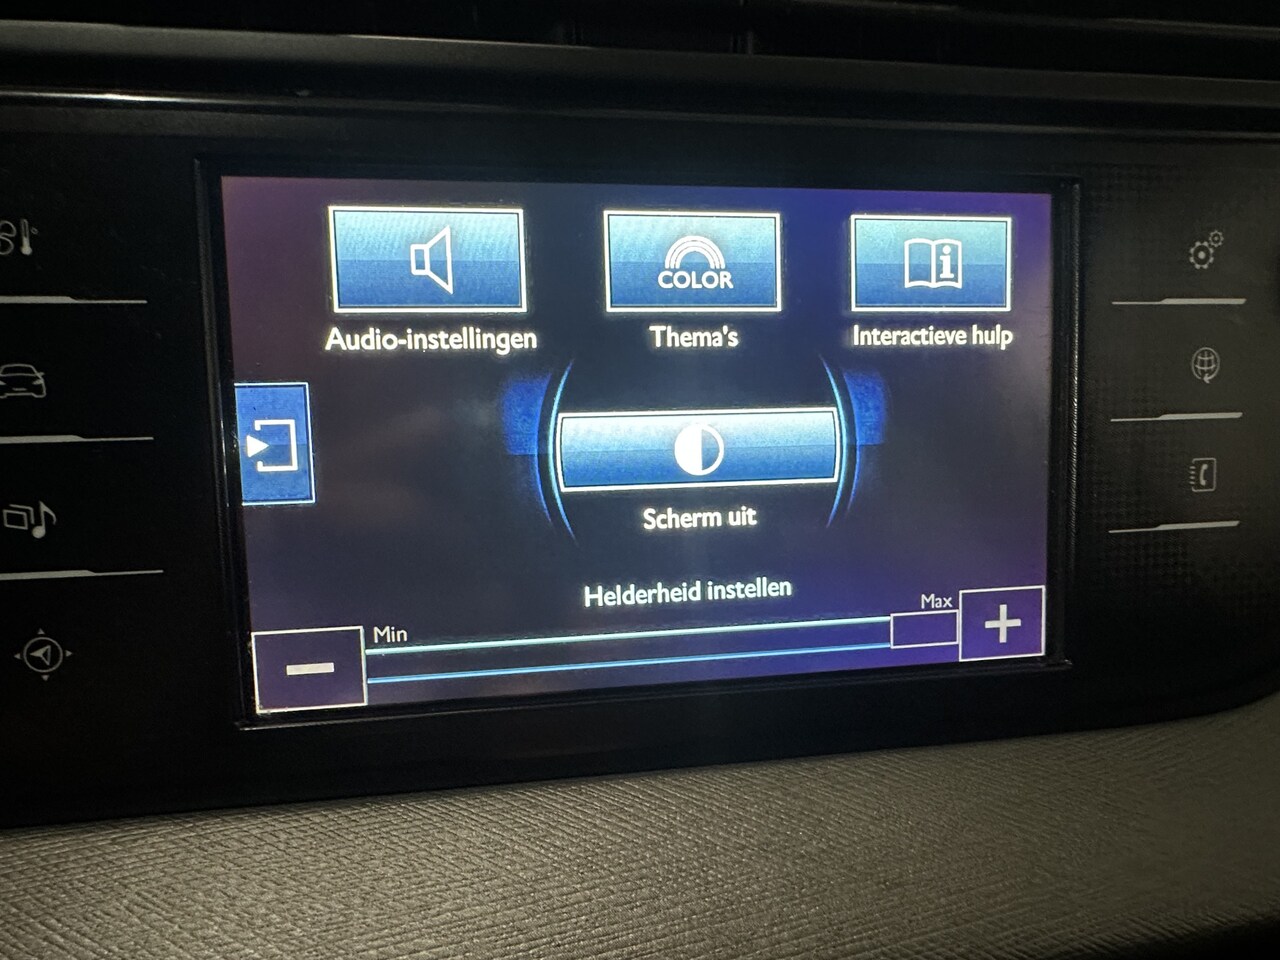 COLOR
Audio-instellingen
Thema's
Interactieve hulp
Scherm uit
Helderheid instellen
Min
Max